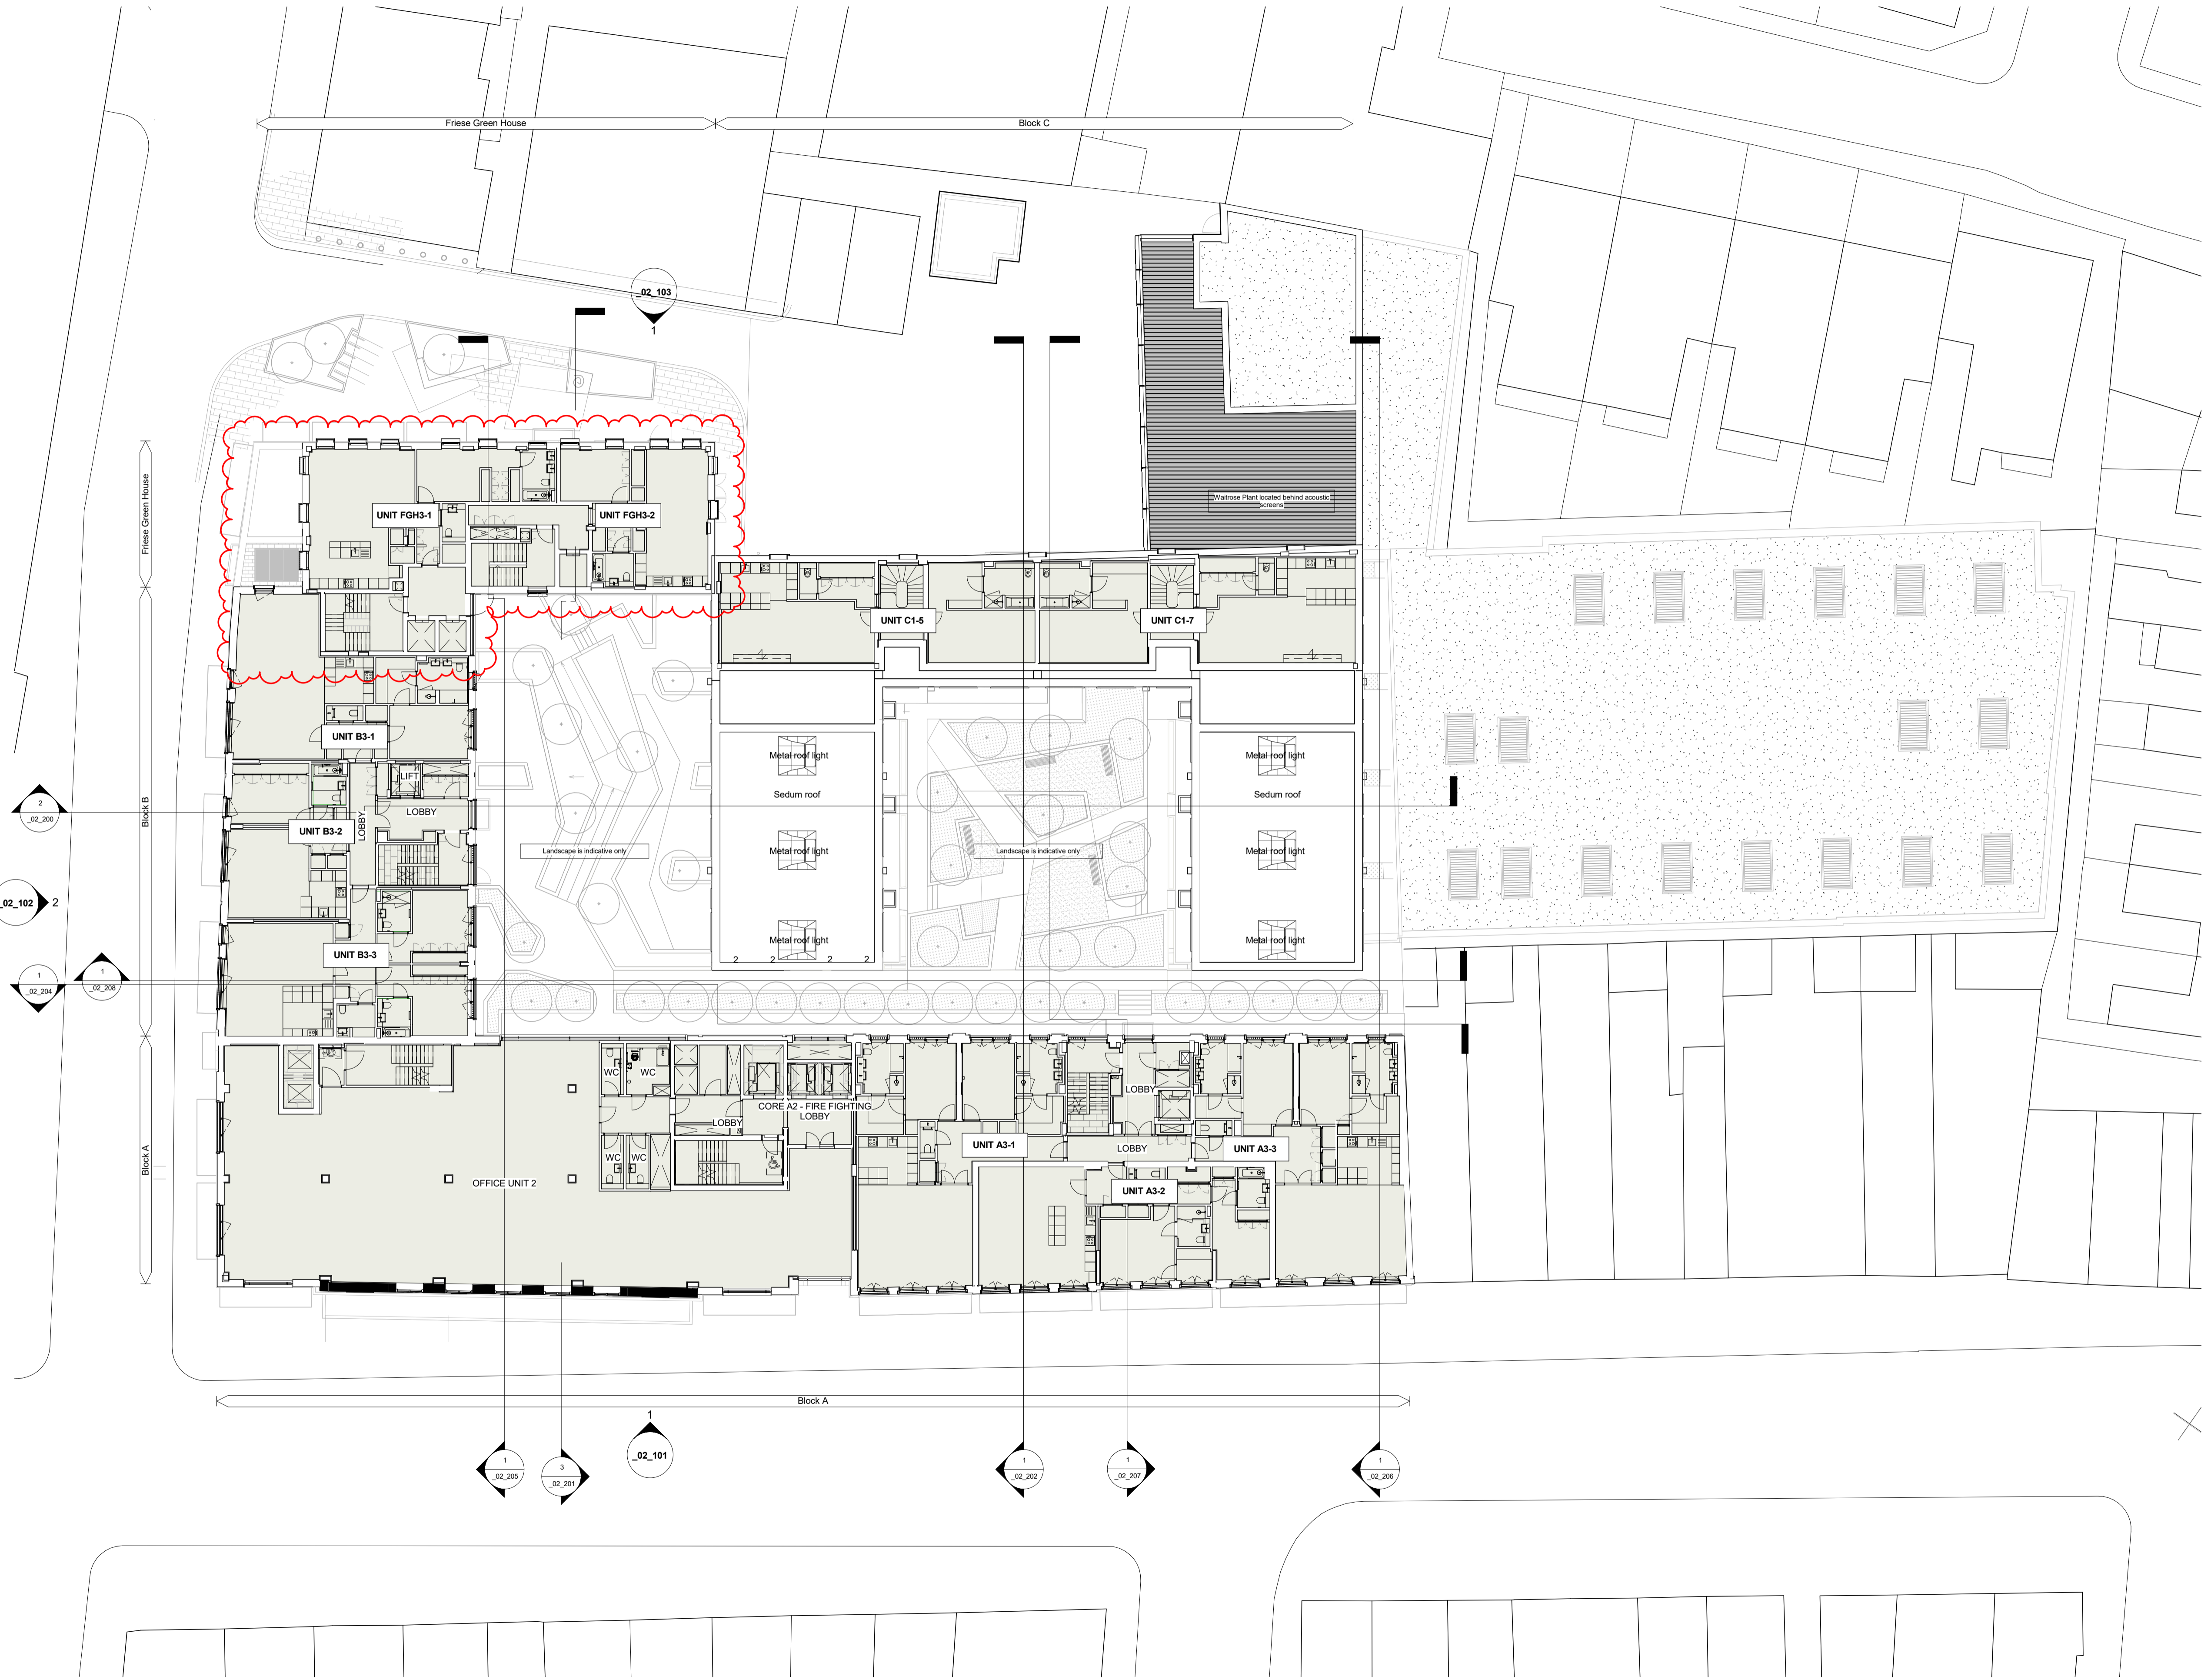 Friese Green House
Block C
_02_103
1
Waitrose Plant located behind acoustic
screens
Friese Green House
UNIT FGH3-1
UNIT FGH3-2
UNIT C1-5
UNIT C1-7
UNIT B3-1
Metal roof light
Metal roof light
LIFT
Sedum roof
Sedum roof
2
_02_200
Block B
LOBBY
LOBBY
UNIT B3-2
Landscape is indicative only
Metal roof light
Landscape is indicative only
Metal roof light
_02_102
2
UNIT B3-3
Metal roof light
Metal roof light
2
2
2
2
1
_02_204
1
_02_208
WC
WC
LOBBY
CORE A2 - FIRE FIGHTING
LOBBY
LOBBY
UNIT A3-1
LOBBY
UNIT A3-3
Block A
WC
WC
OFFICE UNIT 2
UNIT A3-2
Block A
1
_02_101
1
_02_205
3
_02_201
1
_02_202
1
_02_207
1
_02_206